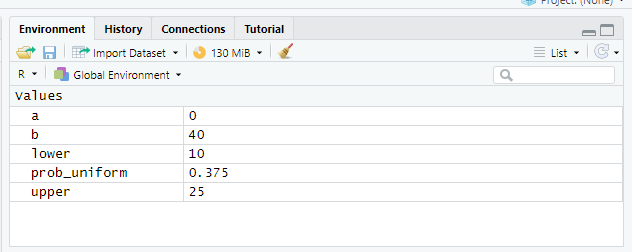 Project: (None)
Environment History Connections Tutorial
Import Dataset 130 MiB List
R Global Environment
Values
a 0
b 40
lower 10
prob_uniform 0.375
upper 25